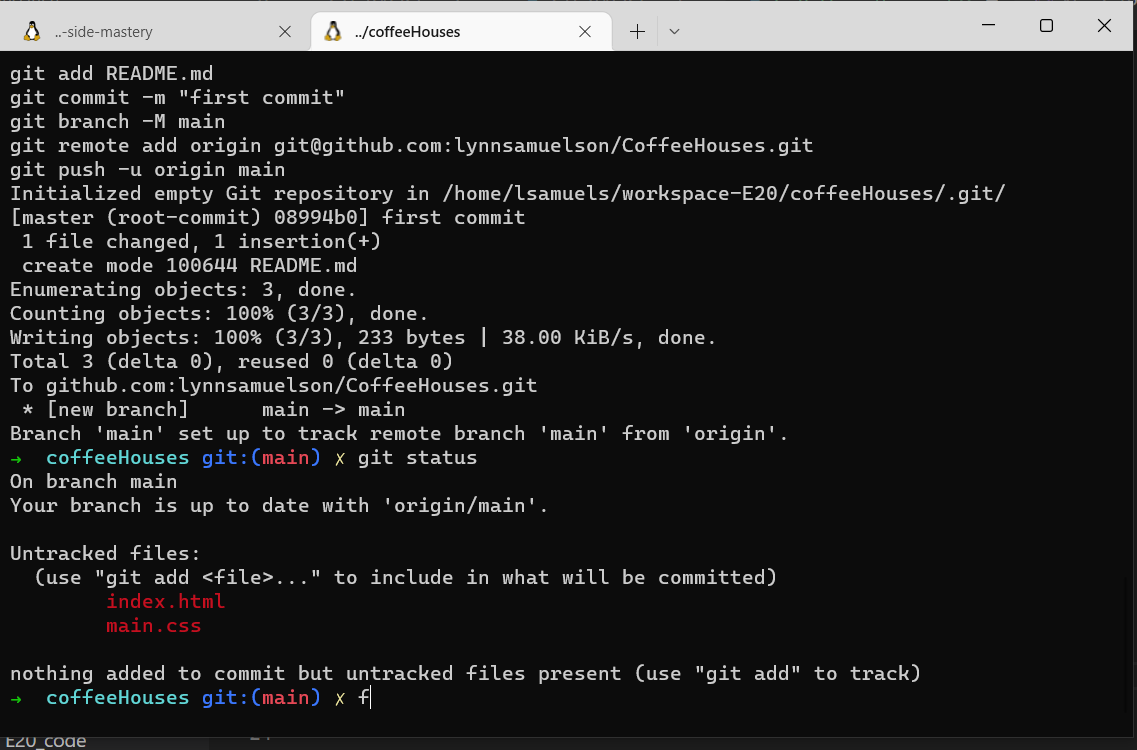 ..-side-mastery
../coffeeHouses
git add README.md
git commit -m "first commit"
git branch -M main
git remote add origin git@github.com:lynnsamuelson/CoffeeHouses.git
git push -u origin main
Initialized empty Git repository in /home/lsamuels/workspace-E20/coffeeHouses/.git/
[master (root-commit) 08994b0] first commit
 1 file changed, 1 insertion(+)
 create mode 100644 README.md
Enumerating objects: 3, done.
Counting objects: 100% (3/3), done.
Writing objects: 100% (3/3), 233 bytes | 38.00 KiB/s, done.
Total 3 (delta 0), reused 0 (delta 0)
To github.com:lynnsamuelson/CoffeeHouses.git
 * [new branch]      main -> main
Branch 'main' set up to track remote branch 'main' from 'origin'.
→  coffeeHouses git:(main) ✗ git status
On branch main
Your branch is up to date with 'origin/main'.

Untracked files:
  (use "git add <file>..." to include in what will be committed)
        index.html
        main.css

nothing added to commit but untracked files present (use "git add" to track)
→  coffeeHouses git:(main) ✗ f
E20_code